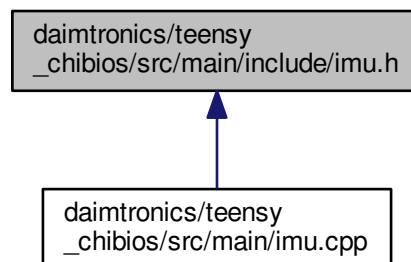 daimtronics/teensy
_chibios/src/main/include/imu.h
daimtronics/teensy
_chibios/src/main/imu.cpp